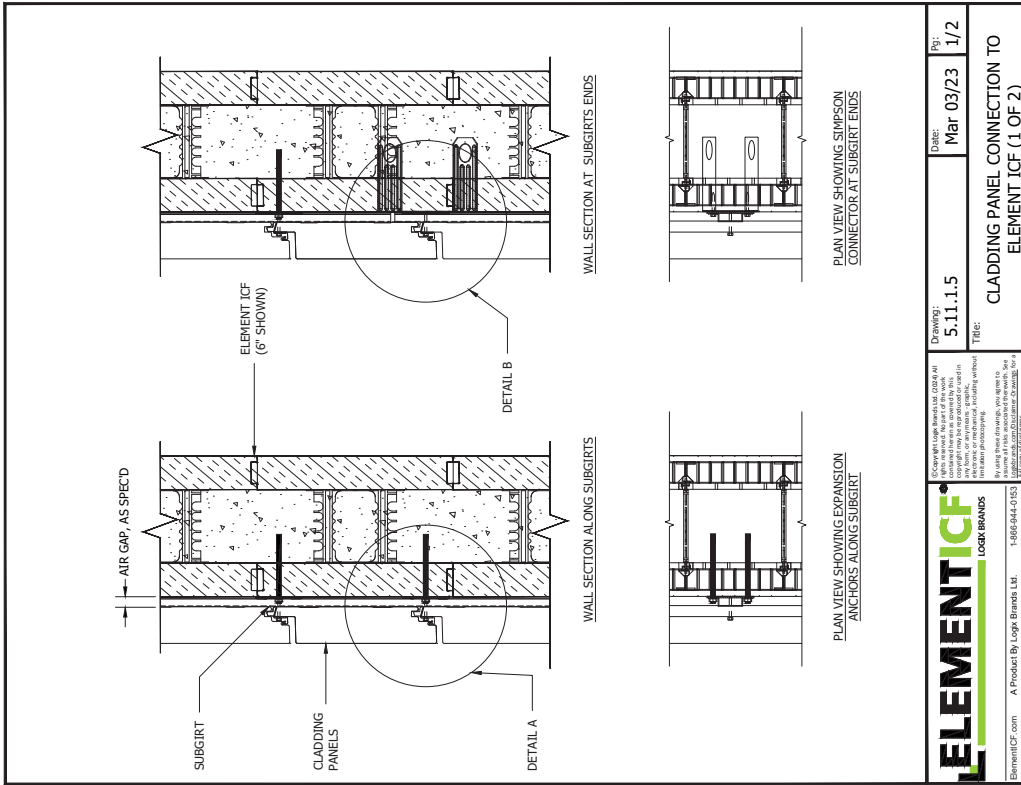 AIR GAP, AS SPEC'D
ELEMENT ICF
(6" SHOWN)
SUBGIRT
CLADDING
PANELS
DETAIL A
DETAIL B
WALL SECTION ALONG SUBGIRTS
WALL SECTION AT SUBGIRTS ENDS
PLAN VIEW SHOWING EXPANSION
ANCHORS ALONG SUBGIRT
PLAN VIEW SHOWING SIMPSON
CONNECTOR AT SUBGIRT ENDS
ELEMENTICF
LOGIX BRANDS
ElementICF.com
A Product By Logix Brands Ltd.
1-866-944-0153
© Copyright Logix Brands Ltd. (2024) All
rights reserved. No part of the work
contained herein as covered by this
copyright may be reproduced or used in
any form, or any means - graphic,
electronic or mechanical, including without
limitation photocopying.
By using these drawings, you agree to
assume all risks associated therewith. See
logixbrands.com/Disclaimer-Drawings for a
Drawing:
5.11.1.5
Date:
Mar 03/23
Pg:
1/2
Title:
CLADDING PANEL CONNECTION TO
ELEMENT ICF (1 OF 2)